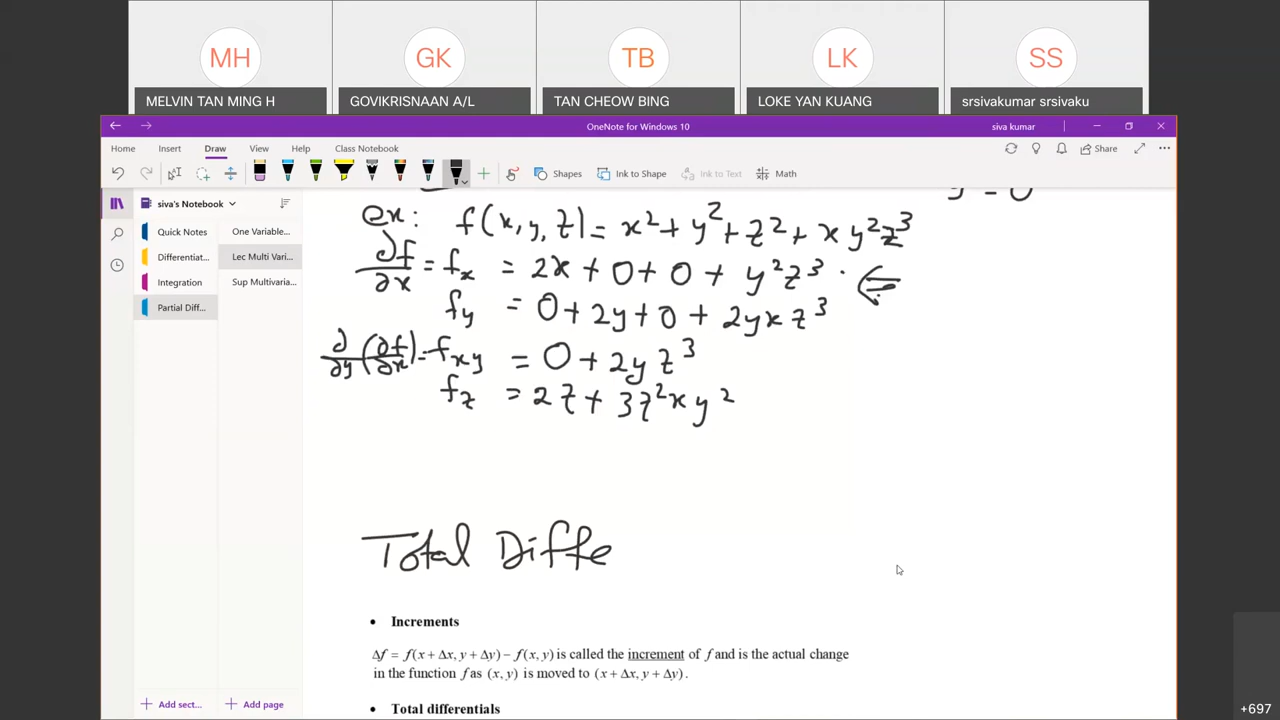 MH GK TB LK SS
MELVIN TAN MING H GOVIKRISNAAN A/L TAN CHEOW BING LOKE YAN KUANG srsivakumar srsivaku
OneNote for Windows 10 siva kumar
Home Insert Draw View Help Class Notebook Share
Shapes Ink to Shape Ink to Text Math
siva's Notebook
Quick Notes
Differentiat...
Integration
Partial Diff...
One Variable...
Lec Multi Vari...
Sup Multivaria...
y = 0
ex: f(x, y, z) = x² + y² + z² + xy²z³
∂f/∂x = fₓ = 2x + 0 + 0 + y²z³ . ⇐
f_y = 0 + 2y + 0 + 2yxz³
∂/∂y (∂f/∂x) = f_xy = 0 + 2yz³
f_z = 2z + 3z²xy²
Total Diffe
• Increments
Δf = f(x + Δx, y + Δy) − f(x, y) is called the increment of f and is the actual change
in the function f as (x, y) is moved to (x + Δx, y + Δy).
• Total differentials
Add sect... Add page
+697